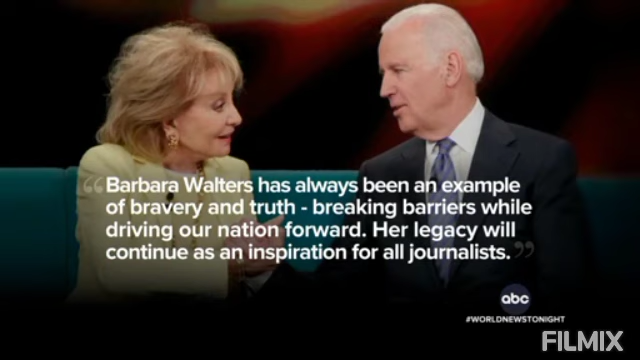 “Barbara Walters has always been an example
of bravery and truth - breaking barriers while
driving our nation forward. Her legacy will
continue as an inspiration for all journalists.”
abc
#WORLDNEWSTONIGHT
FILMIX